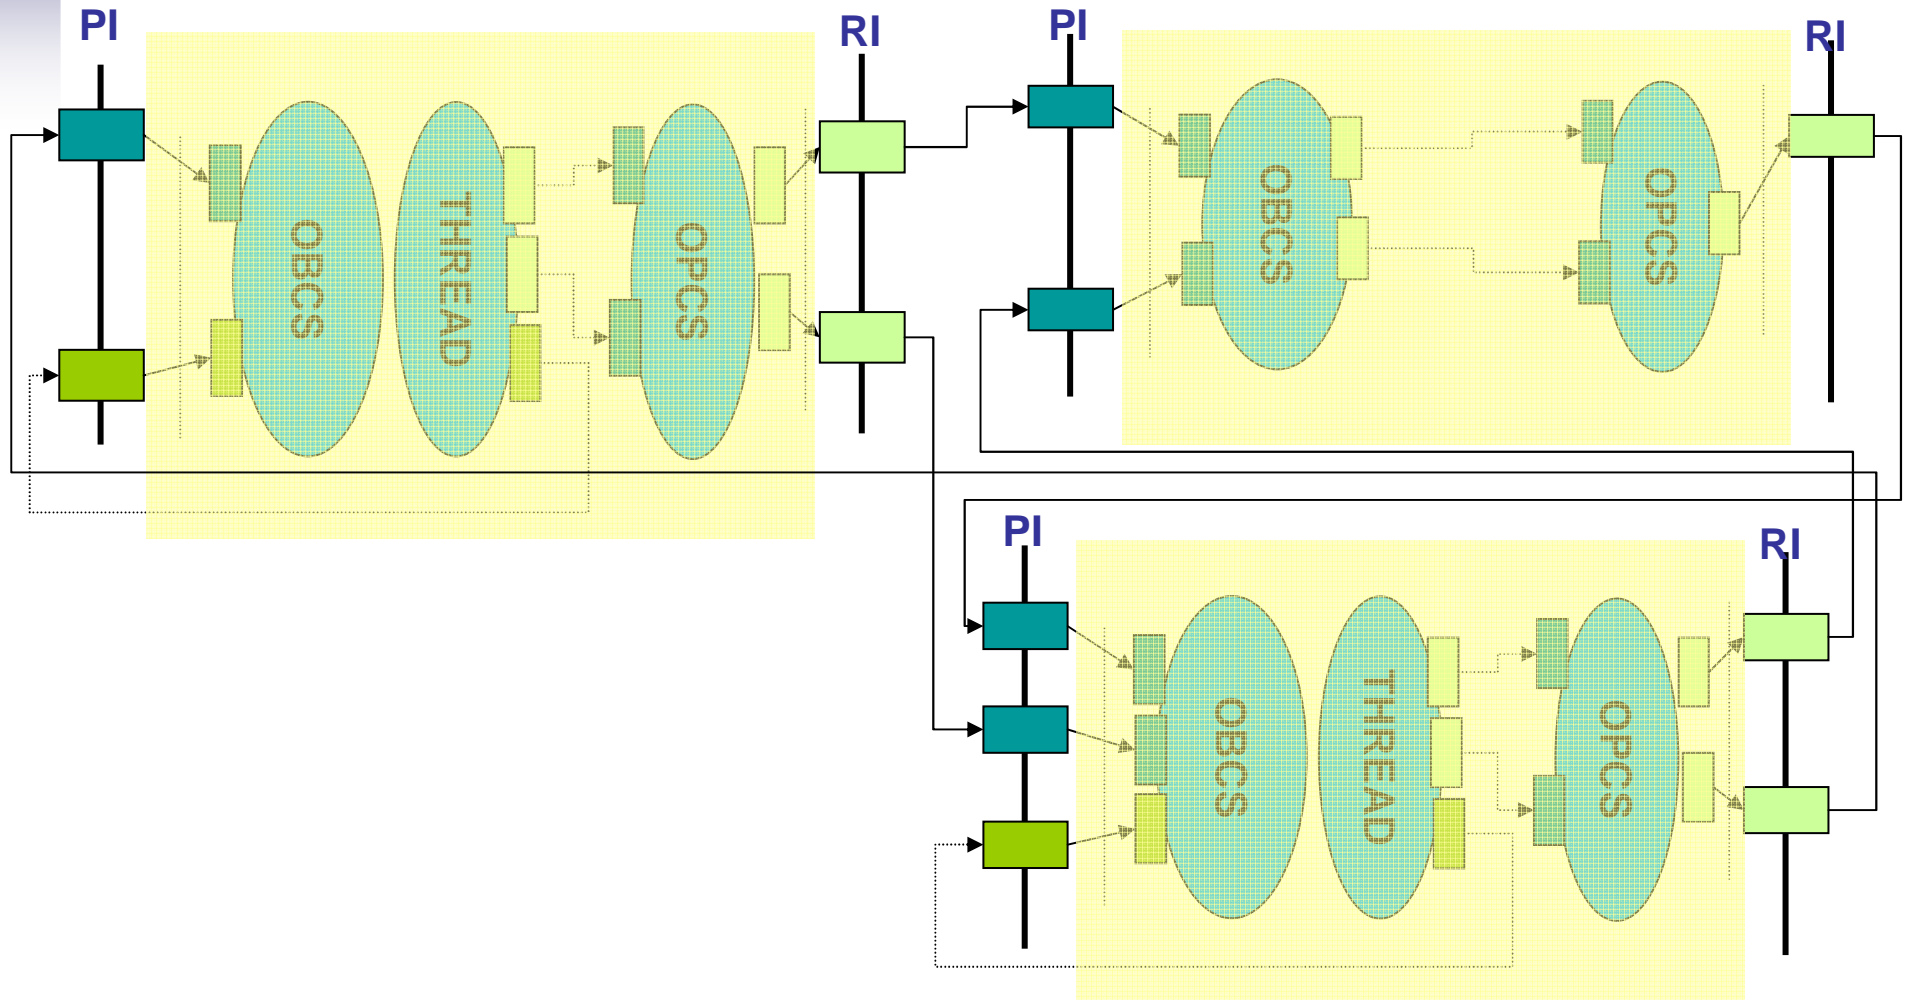 PI
RI
OBCS
THREAD
OPCS
PI
RI
OBCS
OPCS
PI
RI
OBCS
THREAD
OPCS